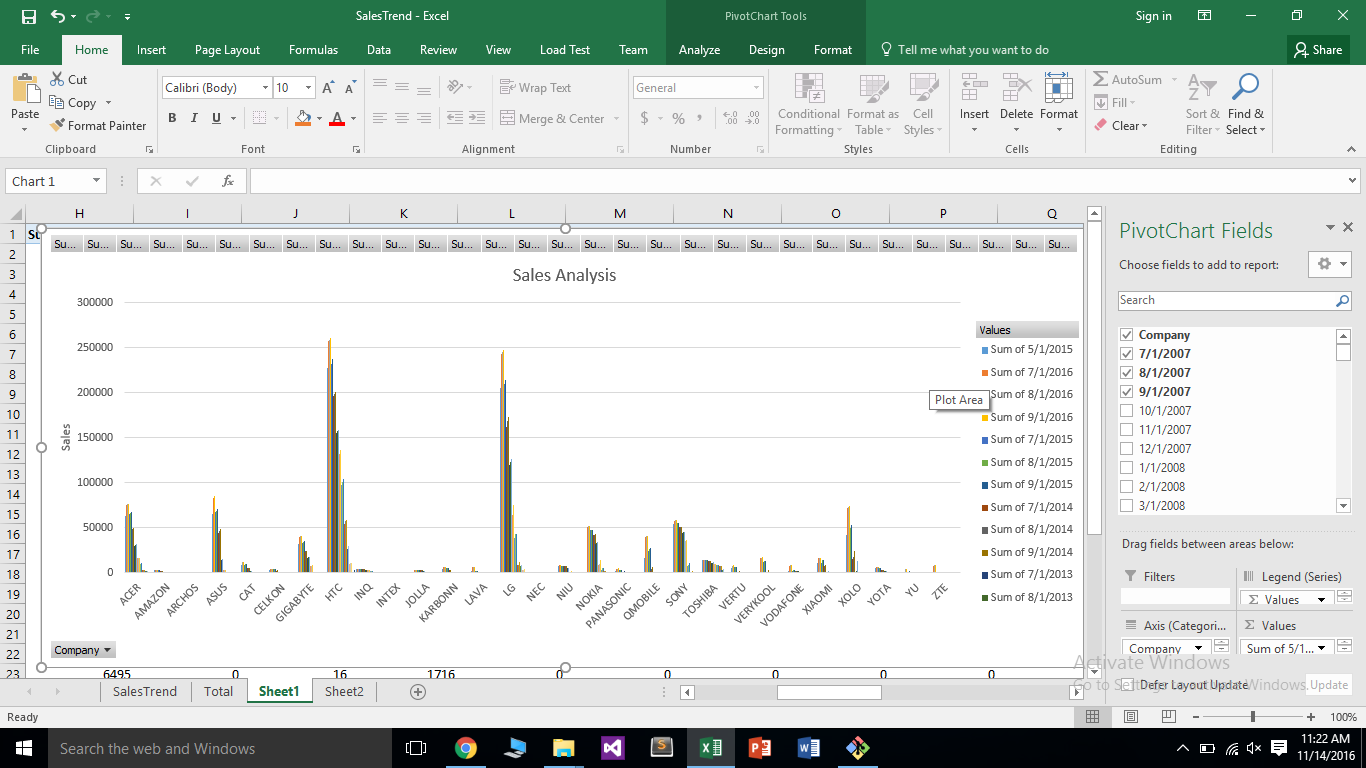 SalesTrend - Excel
PivotChart Tools
Sign in
File Home Insert Page Layout Formulas Data Review View Load Test Team Analyze Design Format Tell me what you want to do Share
Paste
Cut
Copy
Format Painter
Clipboard
Calibri (Body) 10 A A
B I U A
Font
Wrap Text
Merge & Center
Alignment
General
$ % ,
Number
Conditional Formatting
Format as Table
Cell Styles
Styles
Insert Delete Format
Cells
AutoSum
Fill
Clear
Sort & Filter
Find & Select
Editing
Chart 1 fx
H I J K L M N O P Q
1
2
3
4
5
6
7
8
9
10
11
12
13
14
15
16
17
18
19
20
21
22
23
Su... Su... Su... Su... Su... Su... Su... Su... Su... Su... Su... Su... Su... Su... Su... Su... Su... Su... Su... Su... Su... Su... Su... Su... Su... Su... Su... Su... Su... Su... Su...
Sales Analysis
Sales
300000
250000
200000
150000
100000
50000
0
ACER AMAZON ARCHOS ASUS CAT CELKON GIGABYTE HTC INQ INTEX JOLLA KARBONN LAVA LG NEC NIU NOKIA PANASONIC QMOBILE SONY TOSHIBA VERTU VERYKOOL VODAFONE XIAOMI XOLO YOTA YU ZTE
Values
Sum of 5/1/2015
Sum of 7/1/2016
Sum of 8/1/2016
Sum of 9/1/2016
Sum of 7/1/2015
Sum of 8/1/2015
Sum of 9/1/2015
Sum of 7/1/2014
Sum of 8/1/2014
Sum of 9/1/2014
Sum of 7/1/2013
Sum of 8/1/2013
Plot Area
Company
6495 0 16 1716 0 0 0 0 0
PivotChart Fields
Choose fields to add to report:
Search
Company
7/1/2007
8/1/2007
9/1/2007
10/1/2007
11/1/2007
12/1/2007
1/1/2008
2/1/2008
3/1/2008
Drag fields between areas below:
Filters
Legend (Series)
Σ Values
Axis (Categori...
Σ Values
Company
Sum of 5/1...
Activate Windows
Go to Settings to activate Windows.
Defer Layout Update
Update
SalesTrend Total Sheet1 Sheet2
Ready
100%
Search the web and Windows
11:22 AM
11/14/2016